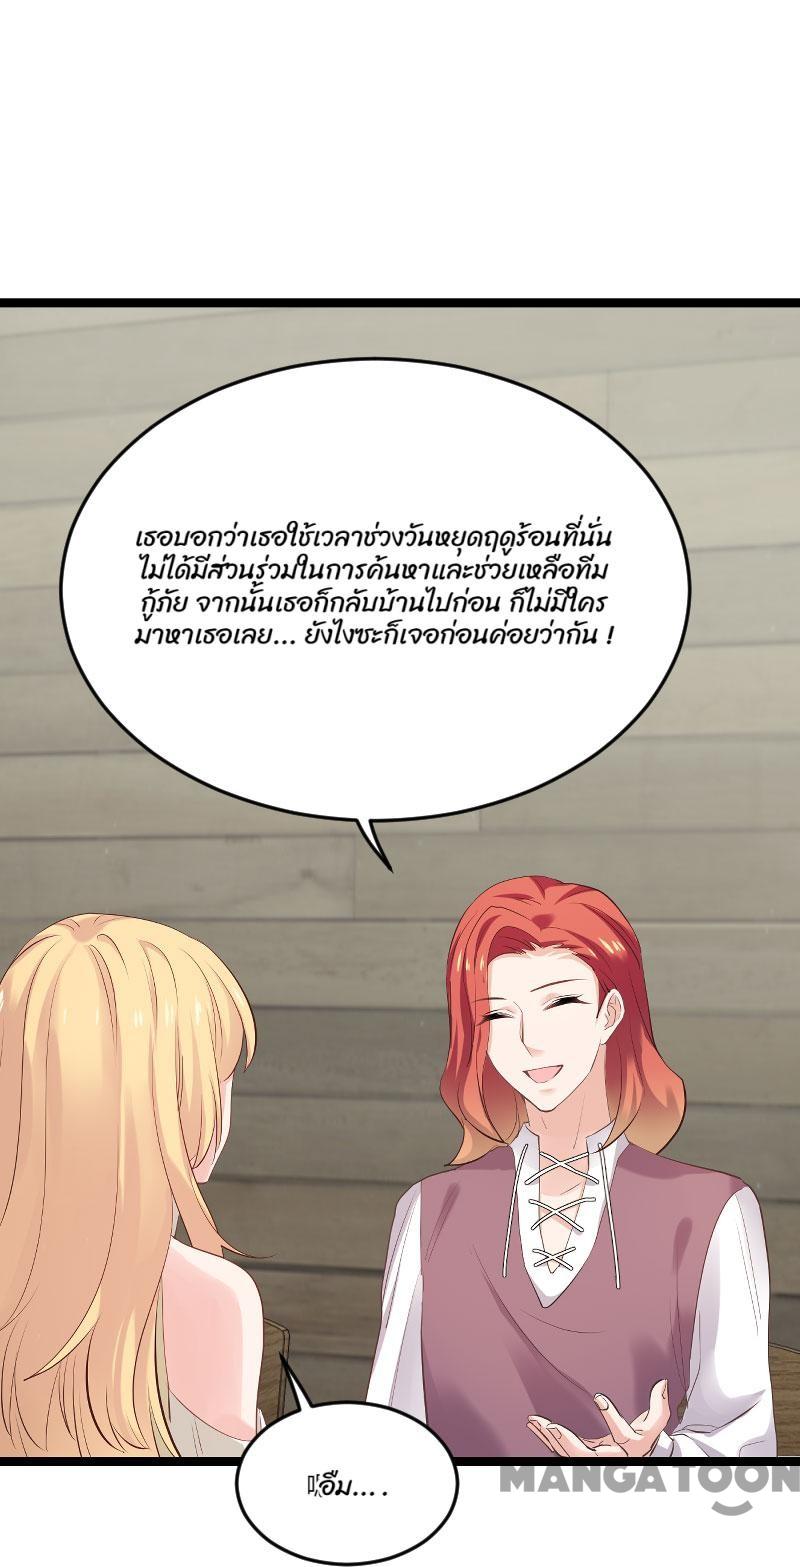 เธอบอกว่าเธอใช้เวลาช่วงวันหยุดฤดูร้อนที่นั่น
ไม่ได้มีส่วนร่วมในการค้นหาและช่วยเหลือทีม
กู้ภัย จากนั้นเธอก็กลับบ้านไปก่อน ก็ไม่มีใคร
มาหาเธอเลย... ยังไงซะก็เจอก่อนค่อยว่ากัน !
อืม... .
MANGATOON